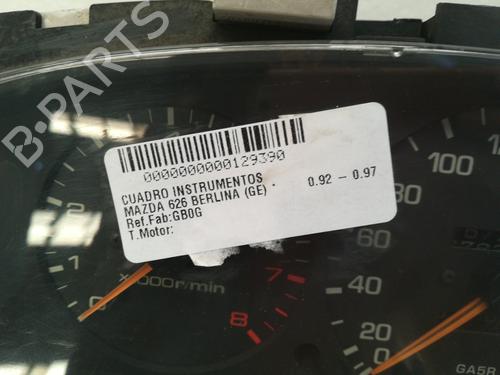 B-PARTS
0000000000129390
CUADRO INSTRUMENTOS
MAZDA 626 BERLINA (GE) . 0.92 - 0.97
Ref.Fab:GB0G
T.Motor:
x1000r/min
0
1
7
8
0
20
40
60
80
100
120
GA5R